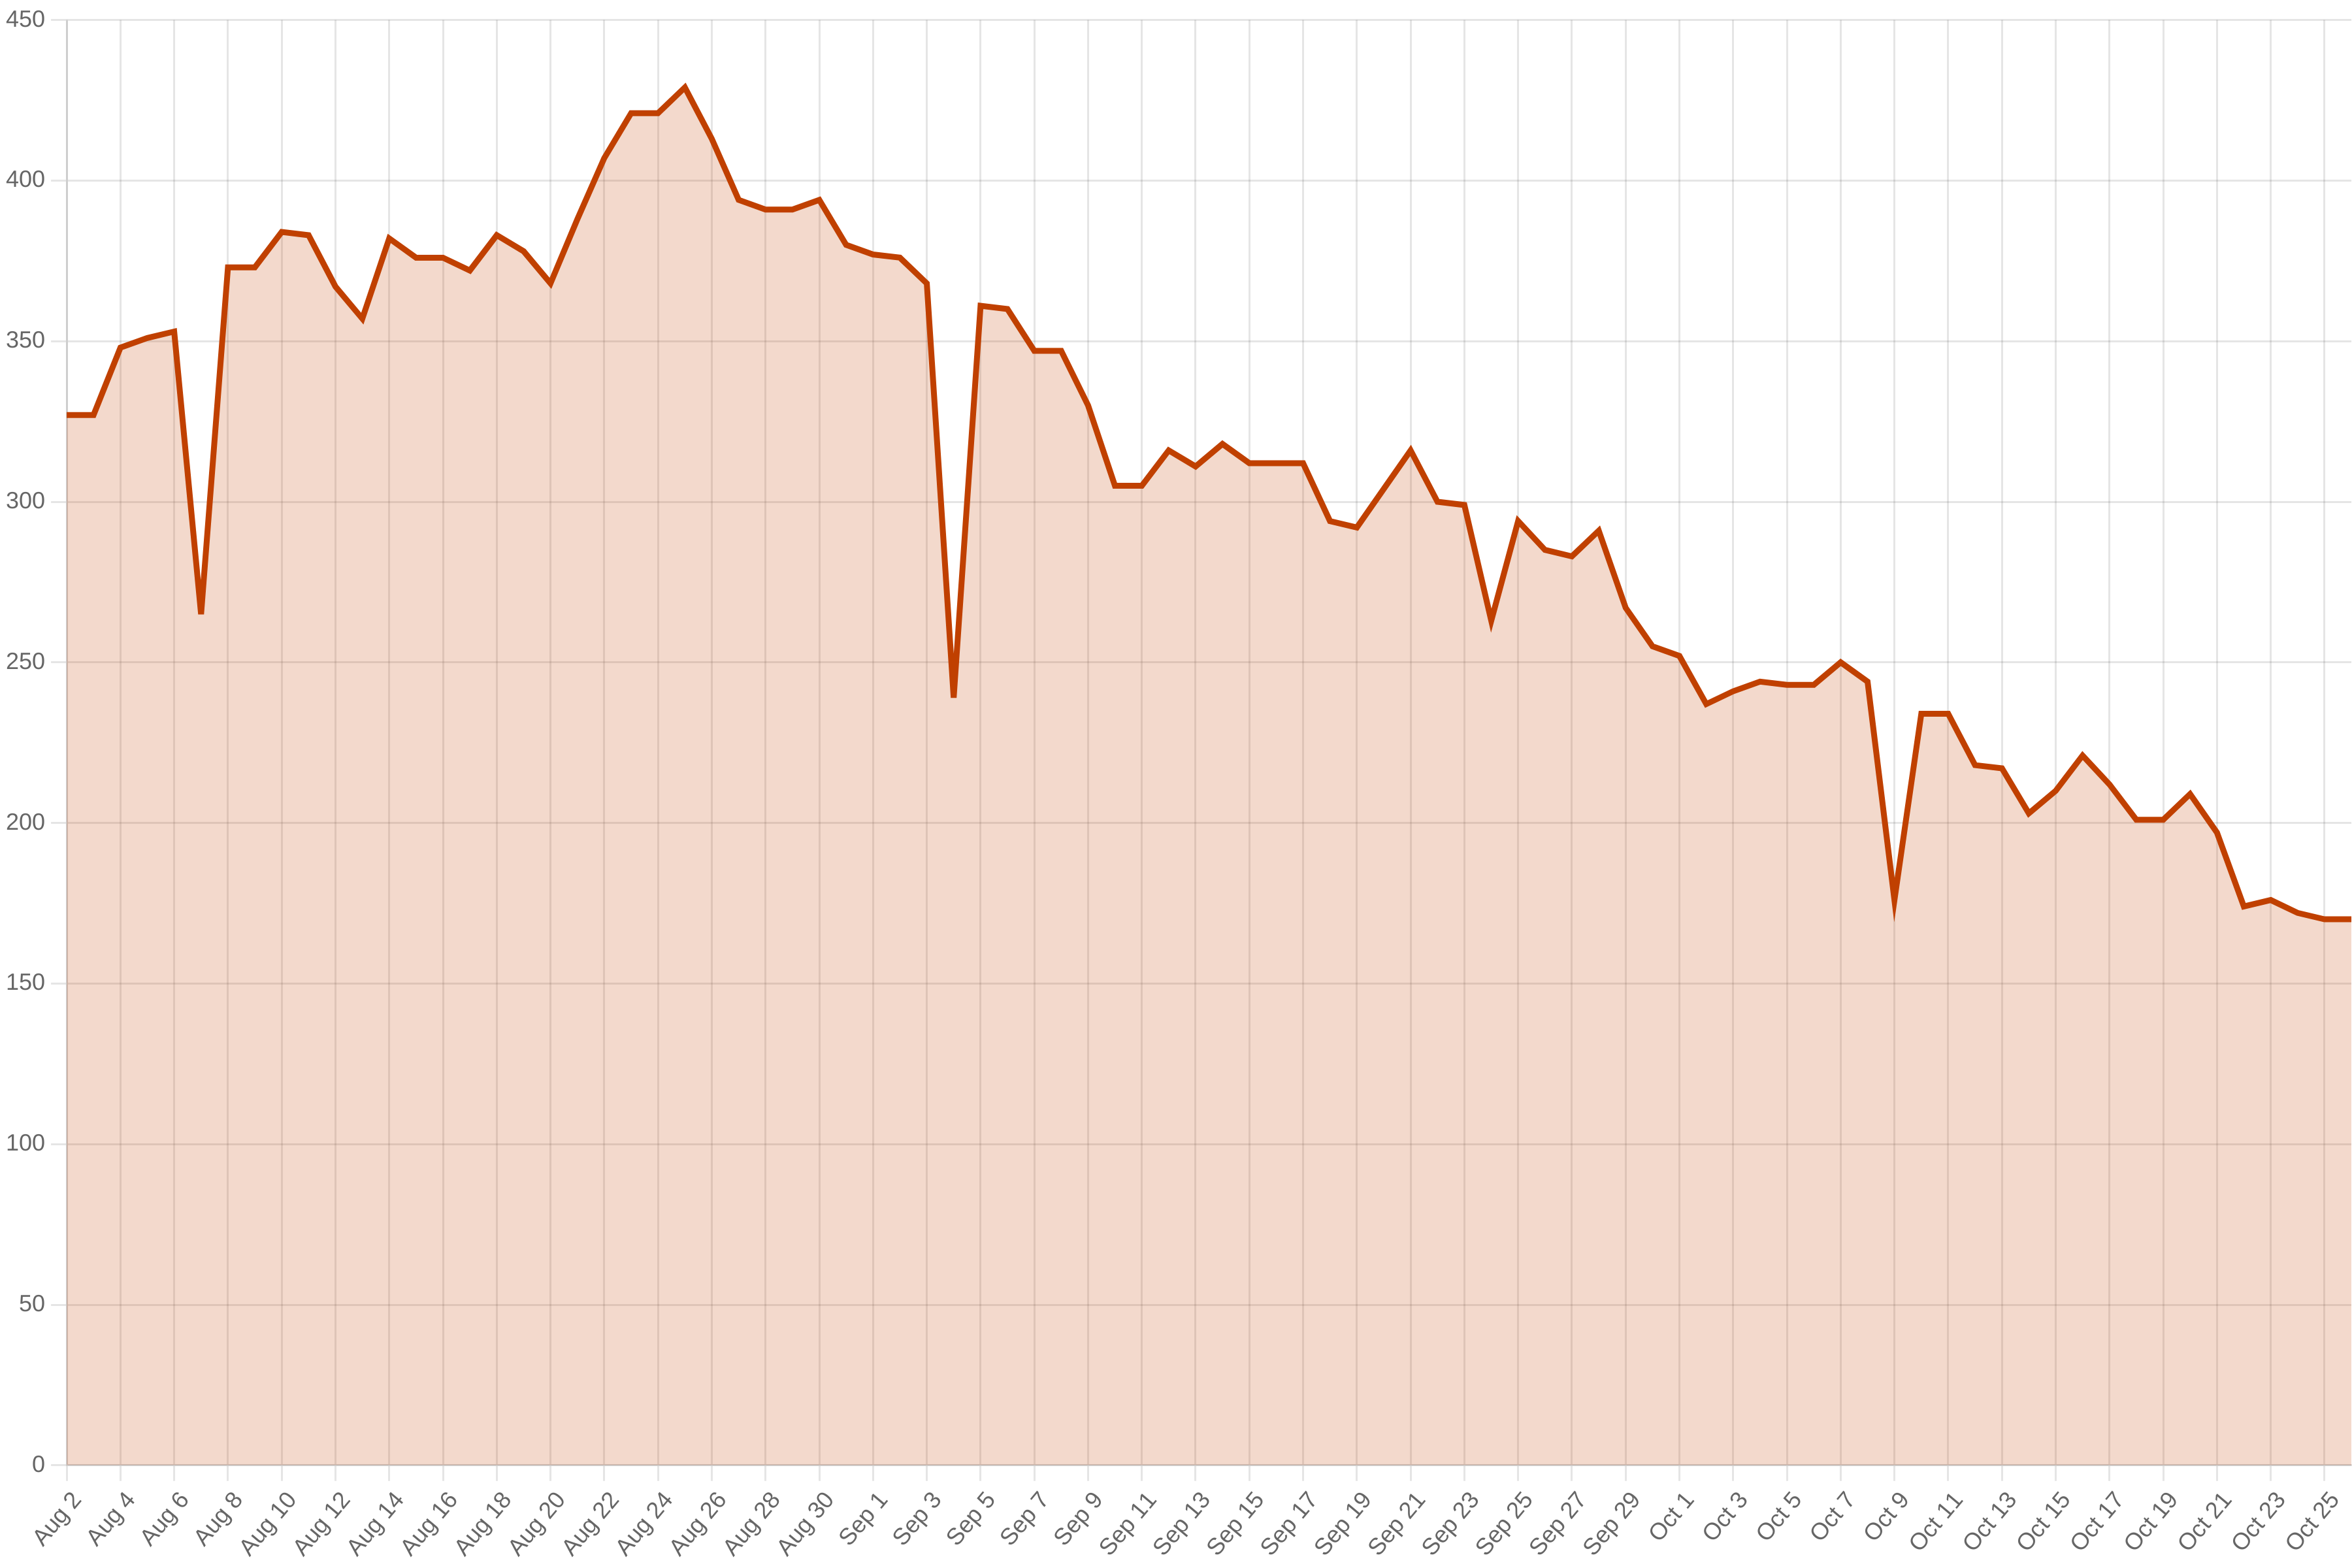 450
400
350
300
250
200
150
100
50
0
Aug 2
Aug 4
Aug 6
Aug 8
Aug 10
Aug 12
Aug 14
Aug 16
Aug 18
Aug 20
Aug 22
Aug 24
Aug 26
Aug 28
Aug 30
Sep 1
Sep 3
Sep 5
Sep 7
Sep 9
Sep 11
Sep 13
Sep 15
Sep 17
Sep 19
Sep 21
Sep 23
Sep 25
Sep 27
Sep 29
Oct 1
Oct 3
Oct 5
Oct 7
Oct 9
Oct 11
Oct 13
Oct 15
Oct 17
Oct 19
Oct 21
Oct 23
Oct 25